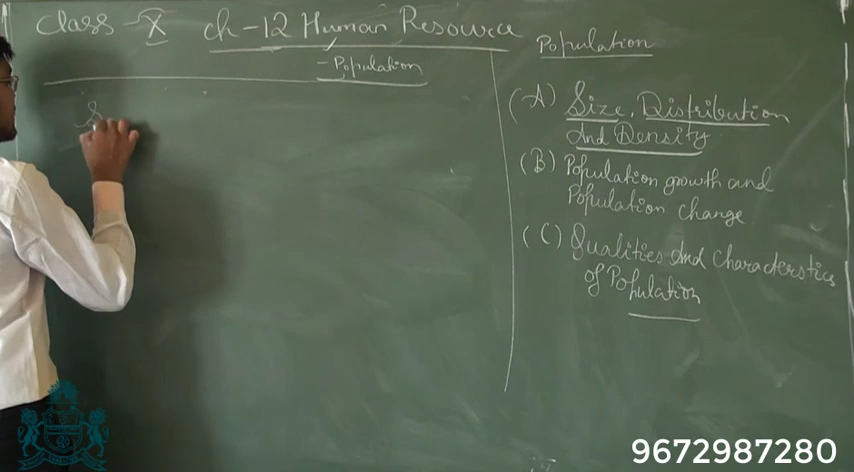 Class - X Ch-12 Human Resource
- Population
S
Population
(A) Size, Distribution
And Density
(B) Population growth and
Population change
(C) Qualities And Characterstics
of Population
9672987280